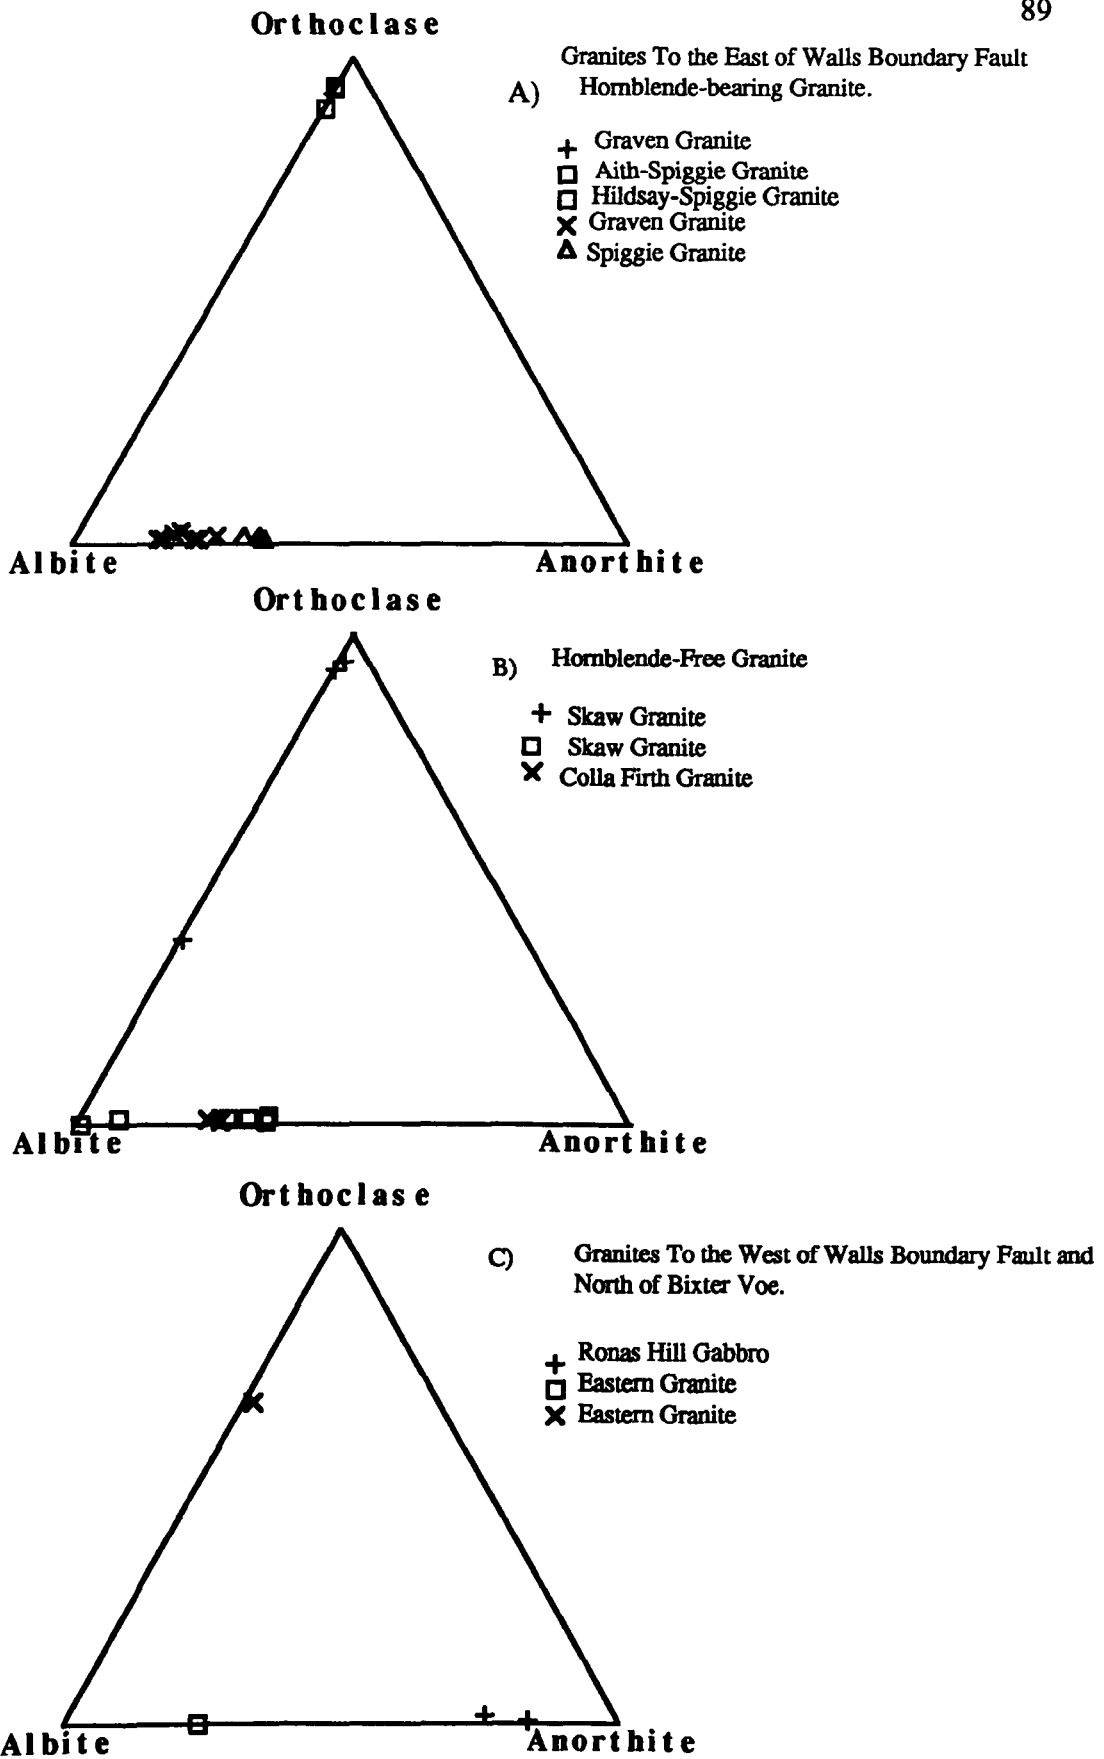 89
Orthoclase
Granites To the East of Walls Boundary Fault
A) Hornblende-bearing Granite.
Graven Granite
Aith-Spiggie Granite
Hildsay-Spiggie Granite
Graven Granite
Spiggie Granite
Albite Anorthite
Orthoclase
B) Hornblende-Free Granite
Skaw Granite
Skaw Granite
Colla Firth Granite
Albite Anorthite
Orthoclase
C) Granites To the West of Walls Boundary Fault and
North of Bixter Voe.
Ronas Hill Gabbro
Eastern Granite
Eastern Granite
Albite Anorthite